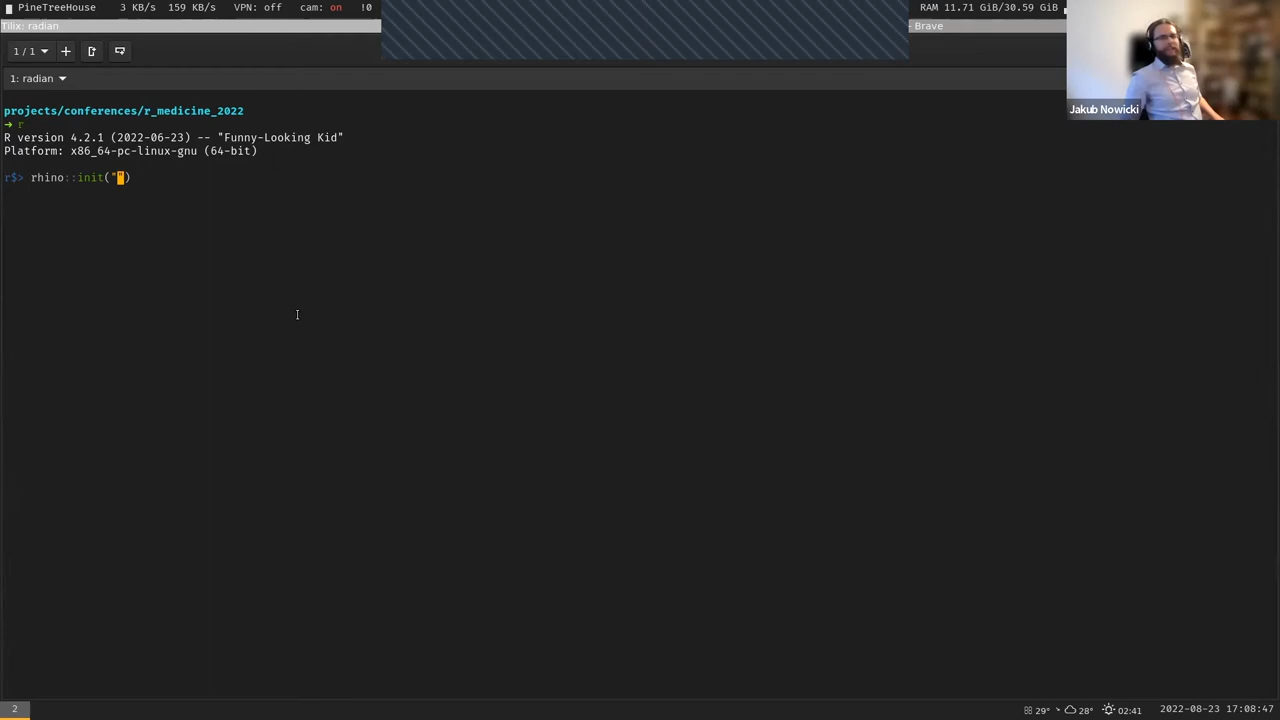 PineTreeHouse 3 KB/s 159 KB/s VPN: off cam: on !0 RAM 11.71 GiB/30.59 GiB
Tilix: radian - Brave
1 / 1
1: radian
Jakub Nowicki
projects/conferences/r_medicine_2022
➜ r
R version 4.2.1 (2022-06-23) -- "Funny-Looking Kid"
Platform: x86_64-pc-linux-gnu (64-bit)
r$> rhino::init("")
2 29° 28° 02:41 2022-08-23 17:08:47